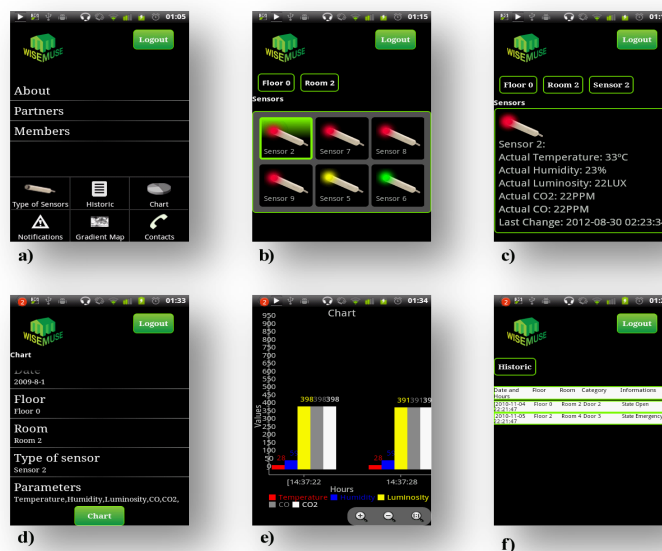 01:05
WISEMUSE
Logout
About
Partners
Members
Type of Sensors
Historic
Chart
Notifications
Gradient Map
Contacts
a)
01:15
WISEMUSE
Logout
Floor 0
Room 2
Sensors
Sensor 2
Sensor 7
Sensor 8
Sensor 9
Sensor 5
Sensor 6
b)
WISEMUSE
Logout
Floor 0
Room 2
Sensor 2
Sensors
Sensor 2:
Actual Temperature: 33ºC
Actual Humidity: 23%
Actual Luminosity: 22LUX
Actual CO2: 22PPM
Actual CO: 22PPM
Last Change: 2012-08-30 02:23:3
c)
2
01:33
WISEMUSE
Logout
Chart
Date
2009-8-1
Floor
Floor 0
Room
Room 2
Type of sensor
Sensor 2
Parameters
Temperature,Humidity,Luminosity,CO,CO2,
Chart
d)
2
01:34
Chart
950
900
850
800
750
700
650
600
550
500
450
400
350
300
250
200
150
100
50
0
Values
28
398
398
398
28
391
391
39
[14:37:22
14:37:28
Hours
Temperature
Humidity
Luminosity
CO
CO2
e)
2
WISEMUSE
Logout
Historic
Date and Hours
Floor
Room
Category
Informations
[2010-11-04 22:21:47
Floor 0
Room 2
Door 2
State Open
[2010-11-05 22:21:47
Floor 2
Room 4
Door 3
State Emergency
f)